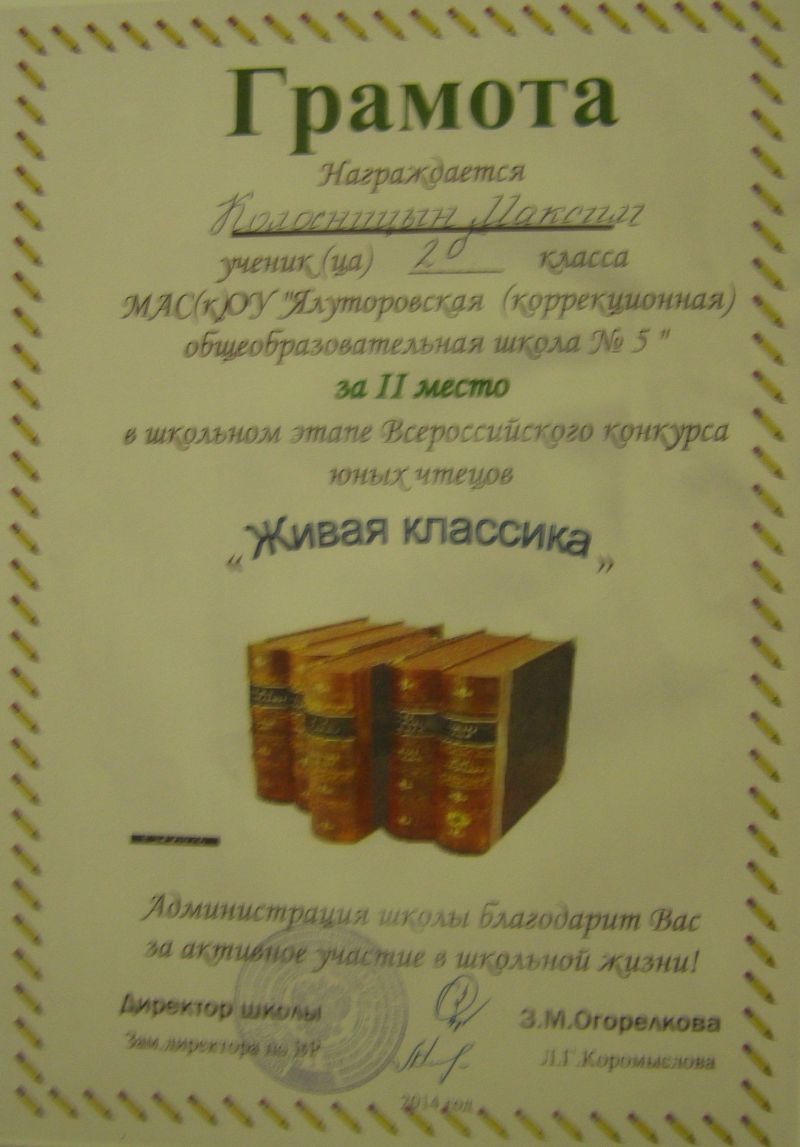 Грамота
Награждается
Колосницын Максим
ученик(ца) 2б класса
МАС(к)ОУ "Ялуторовская (коррекционная)
общеобразовательная школа № 5"
за II место
в школьном этапе Всероссийского конкурса
юных чтецов
„Живая классика”
Администрация школы благодарит Вас
за активное участие в школьной жизни!
Директор школы З.М.Огорелкова
Зам.директора по ВР Л.Г.Коромыслова
2014 год